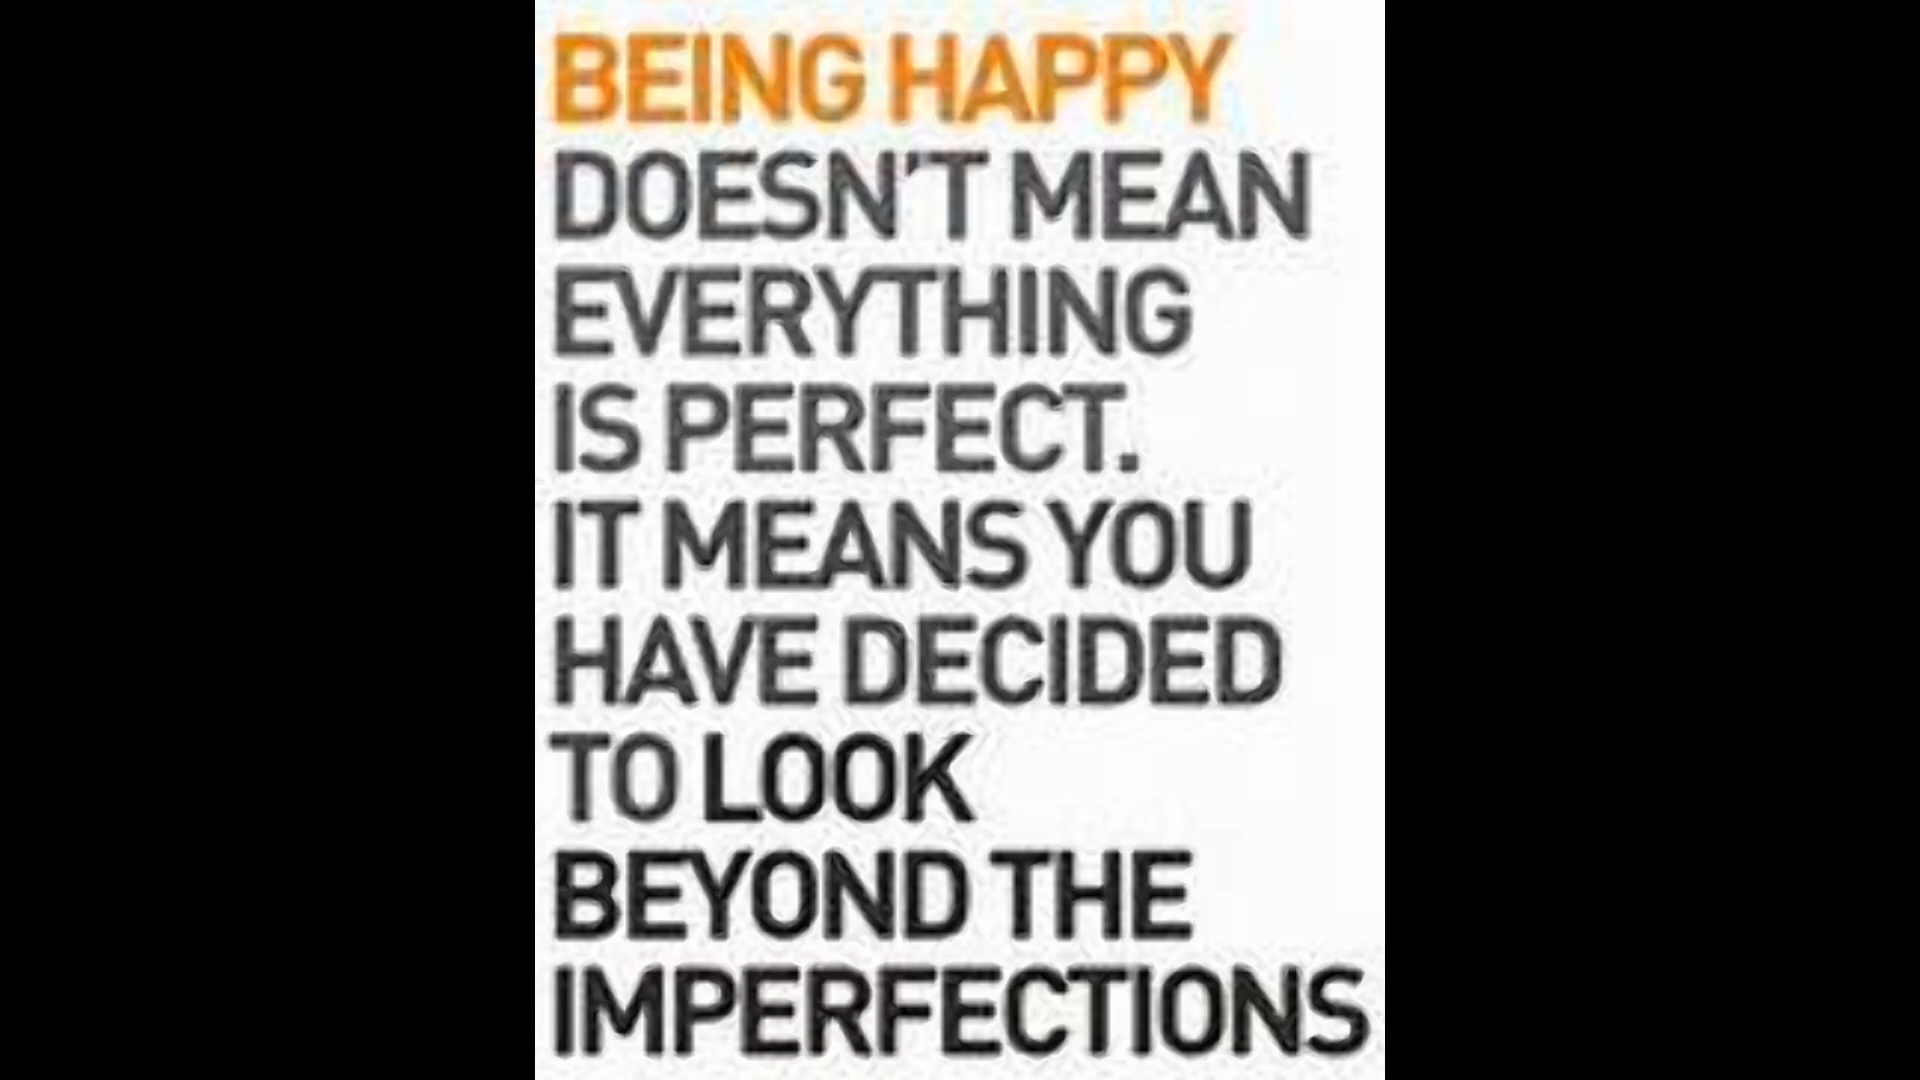 BEING HAPPY
DOESN'T MEAN
EVERYTHING
IS PERFECT.
IT MEANS YOU
HAVE DECIDED
TO LOOK
BEYOND THE
IMPERFECTIONS